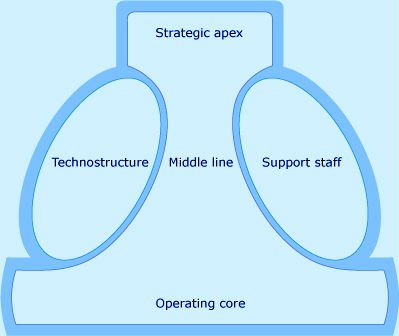 Strategic apex
Technostructure
Middle line
Support staff
Operating core